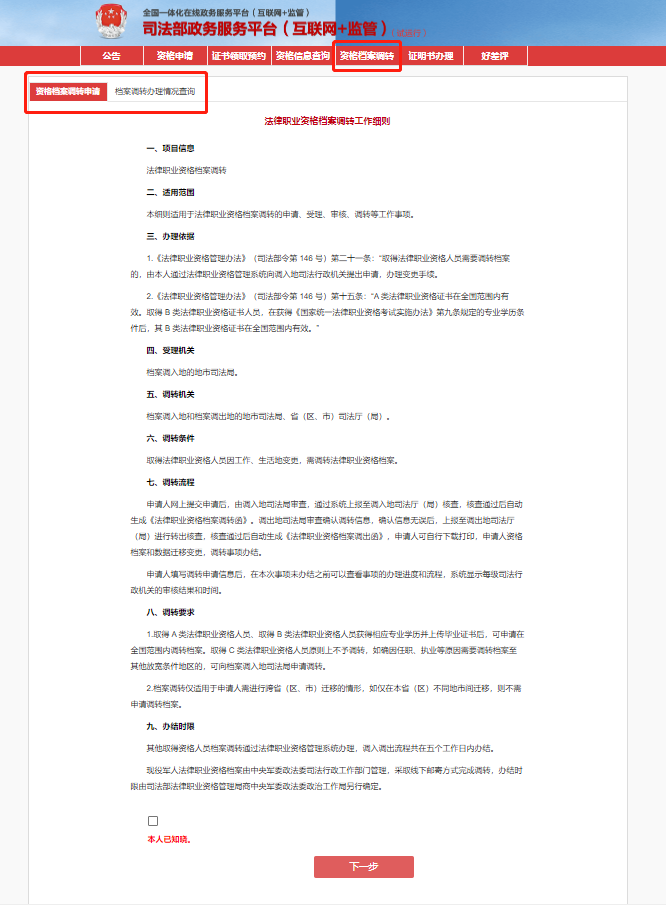 全国一体化在线政务服务平台（互联网+监管）
司法部政务服务平台（互联网+监管）（试运行）
公告 资格申请 证书领取预约 资格信息查询 资格档案调转 证明书办理 好差评
资格档案调转申请 档案调转办理情况查询
法律职业资格档案调转工作细则
一、项目信息
法律职业资格档案调转
二、适用范围
本细则适用于法律职业资格档案调转的申请、受理、审核、调转等工作事项。
三、办理依据
1.《法律职业资格管理办法》（司法部令第 146 号）第二十一条：“取得法律职业资格人员需要调转档案
的，由本人通过法律职业资格管理系统向调入地司法行政机关提出申请，办理变更手续。
2.《法律职业资格管理办法》（司法部令第 146 号）第十五条：“A 类法律职业资格证书在全国范围内有
效。取得 B 类法律职业资格证书人员，在获得《国家统一法律职业资格考试实施办法》第九条规定的专业学历条
件后，其 B 类法律职业资格证书在全国范围内有效。”
四、受理机关
档案调入地的地市司法局。
五、调转机关
档案调入地和档案调出地的地市司法局、省（区、市）司法厅（局）。
六、调转条件
取得法律职业资格人员因工作、生活地变更，需调转法律职业资格档案。
七、调转流程
申请人网上提交申请后，由调入地司法局审查，通过系统上报至调入地司法厅（局）核查，核查通过后自动
生成《法律职业资格档案调转函》。调出地司法局审查确认调转信息，确认信息无误后，上报至调出地司法厅
（局）进行转出核查，核查通过后自动生成《法律职业资格档案调出函》，申请人可自行下载打印，申请人资格
档案和数据迁移变更，调转事项办结。
申请人填写调转申请信息后，在本次事项未办结之前可以查看事项的办理进度和流程，系统显示每级司法行
政机关的审核结果和时间。
八、调转要求
1.取得 A 类法律职业资格人员、取得 B 类法律职业资格人员获得相应专业学历并上传毕业证书后，可申请在
全国范围内调转档案。取得 C 类法律职业资格人员原则上不予调转，如确因任职、执业等原因需要调转档案至
其他放宽条件地区的，可向档案调入地司法局申请调转。
2.档案调转仅适用于申请人需进行跨省（区、市）迁移的情形，如仅在本省（区）不同地市间迁移，则不需
申请调转档案。
九、办结时限
其他取得资格人员档案调转通过法律职业资格管理系统办理，调入调出流程共在五个工作日内办结。
现役军人法律职业资格档案由中央军委政法委司法行政工作部门管理，采取线下邮寄方式完成调转，办结时
限由司法部法律职业资格管理局商中央军委政法委政治工作局另行确定。
本人已知晓。
下一步